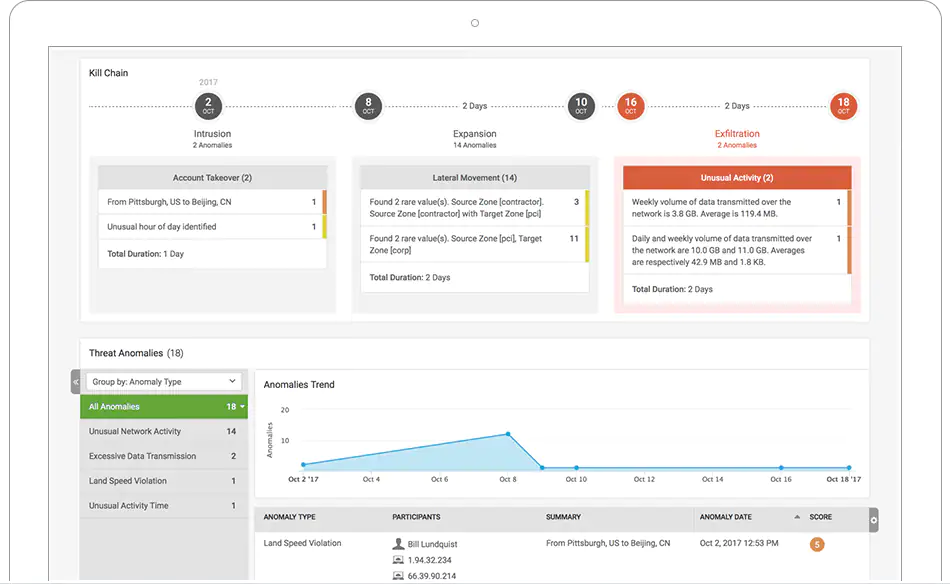 Kill Chain
2017
2 OCT
8 OCT
2 Days
10 OCT
16 OCT
2 Days
18 OCT
Intrusion
2 Anomalies
Expansion
14 Anomalies
Exfiltration
2 Anomalies
Account Takeover (2)
From Pittsburgh, US to Beijing, CN 1
Unusual hour of day identified 1
Total Duration: 1 Day
Lateral Movement (14)
Found 2 rare value(s). Source Zone [contractor]. 3
Source Zone [contractor] with Target Zone [pci]
Found 2 rare value(s). Source Zone [pci], Target 11
Zone [corp]
Total Duration: 2 Days
Unusual Activity (2)
Weekly volume of data transmitted over the 1
network is 3.8 GB. Average is 119.4 MB.
Daily and weekly volume of data transmitted over 1
the network are 10.0 GB and 11.0 GB. Averages
are respectively 42.9 MB and 1.8 KB.
Total Duration: 2 Days
Threat Anomalies (18)
«
Group by: Anomaly Type
All Anomalies 18
Unusual Network Activity 14
Excessive Data Transmission 2
Land Speed Violation 1
Unusual Activity Time 1
Anomalies Trend
Anomalies
20
10
Oct 2 '17 Oct 4 Oct 6 Oct 8 Oct 10 Oct 12 Oct 14 Oct 16 Oct 18 '17
ANOMALY TYPE PARTICIPANTS SUMMARY ANOMALY DATE SCORE
Land Speed Violation Bill Lundquist From Pittsburgh, US to Beijing, CN Oct 2, 2017 12:53 PM 5
1.94.32.234
66.39.90.214